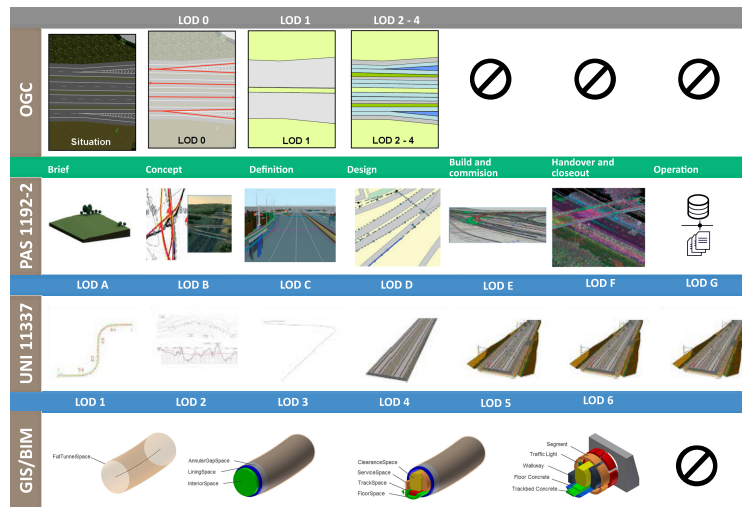 LOD 0 LOD 1 LOD 2 - 4
OGC
Situation LOD 0 LOD 1 LOD 2 - 4
Brief Concept Definition Design Build and commision Handover and closeout Operation
PAS 1192-2
LOD A LOD B LOD C LOD D LOD E LOD F LOD G
UNI 11337
LOD 1 LOD 2 LOD 3 LOD 4 LOD 5 LOD 6
GIS/BIM
FullTunnelSpace
AnnularGapSpace
LiningSpace
InteriorSpace
ClearanceSpace
ServiceSpace
TrackSpace
FloorSpace
Segment
Traffic Light
Walkway
Floor Concrete
Trackbed Concrete